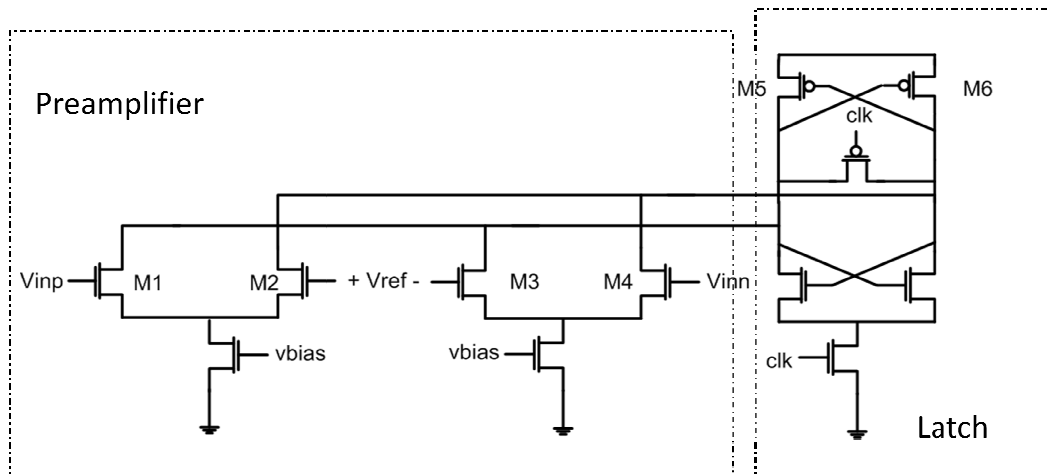 Preamplifier
M5
M6
clk
Vinp
M1
M2
+ Vref -
M3
M4
Vinn
vbias
vbias
clk
Latch